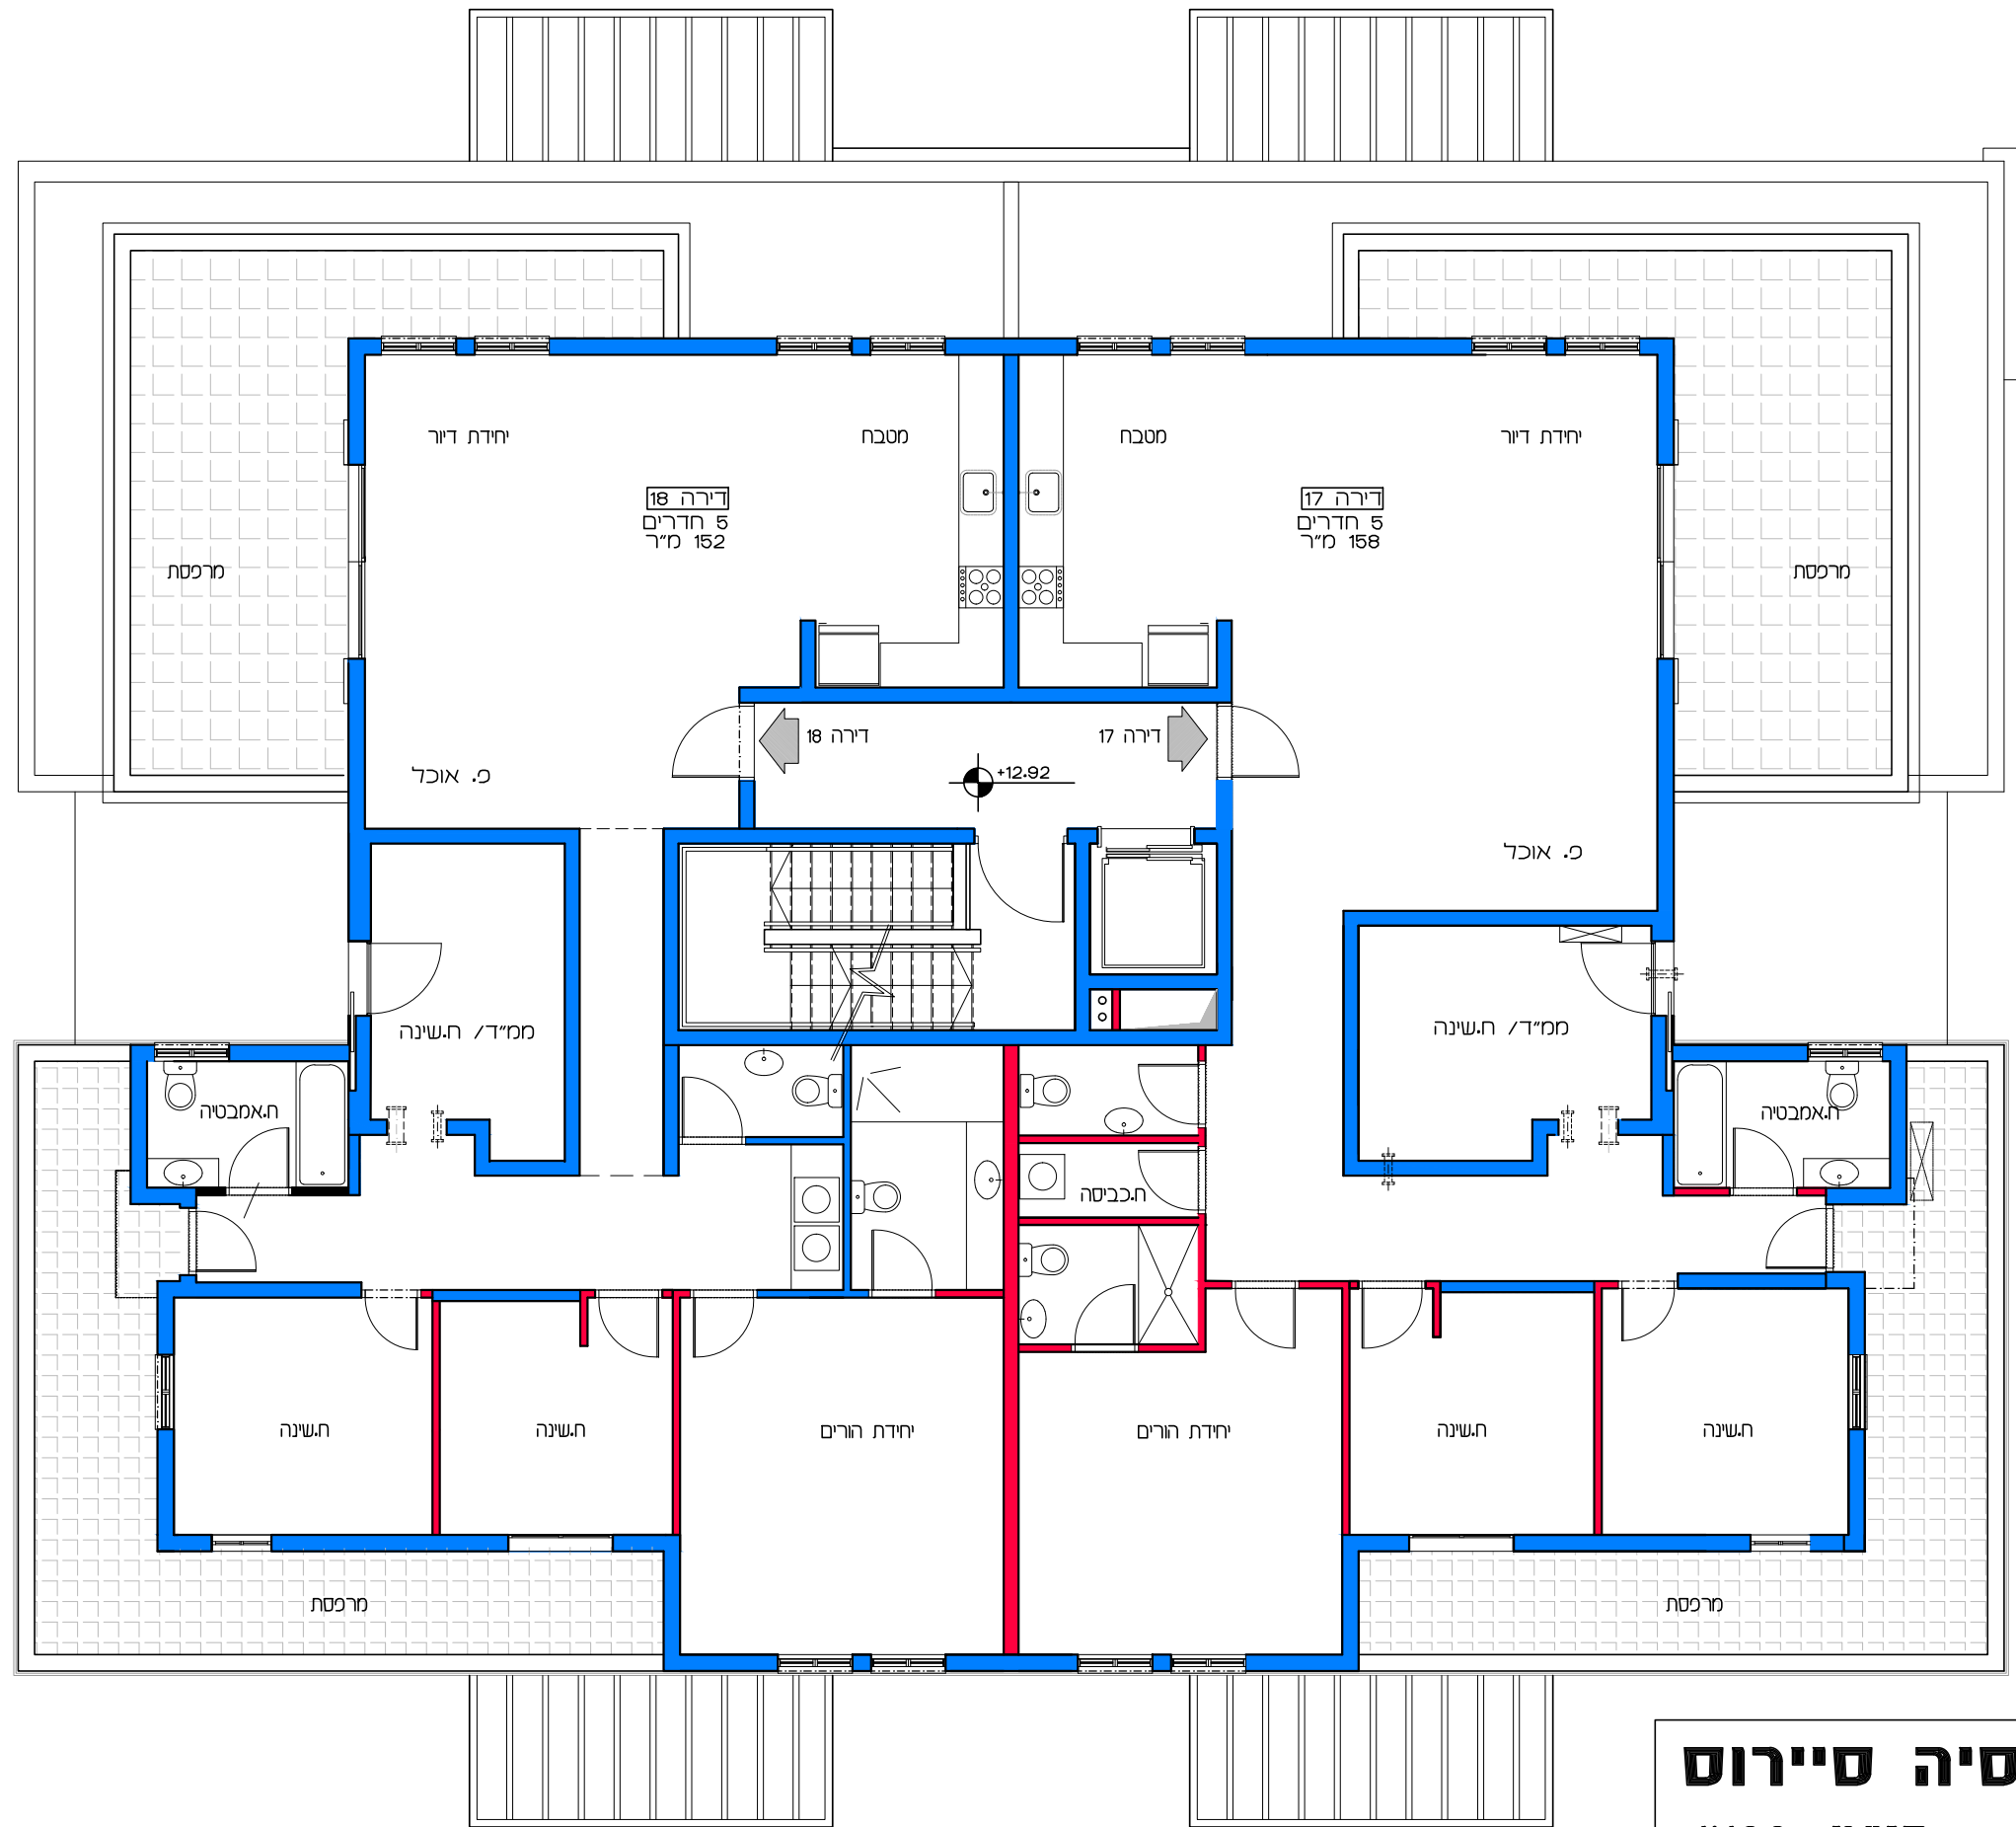 יחידת דיור
מטבח
מטבח
יחידת דיור
דירה 18
5 חדרים
152 מ״ר
דירה 17
5 חדרים
158 מ״ר
מרפסת
מרפסת
דירה 18
דירה 17
+12.92
פ. אוכל
פ. אוכל
ממ״ד/ ח.שינה
ממ״ד/ ח.שינה
ח.אמבטיה
ח.אמבטיה
ח.כביסה
ח.שינה
ח.שינה
יחידת הורים
יחידת הורים
ח.שינה
ח.שינה
מרפסת
מרפסת
סיה סיירוס